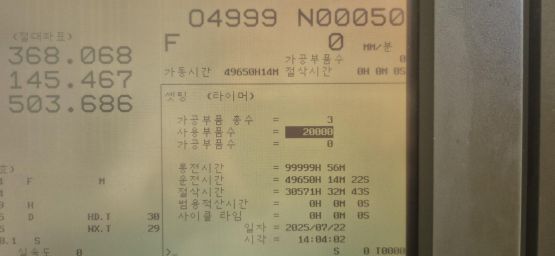 O4999 N00050
(절대좌표)
F 0 MM/분
368.068
145.467
503.686
가공부품수 0
가동시간 49650H14M 절삭시간 0H 0M 0S
셋팅 (타이머)
가공부품 총수 = 3
사용부품수 = 20000
가공부품수 = 0
통전시간 = 99999H 56M
운전시간 = 49650H 14M 22S
절삭시간 = 30571H 32M 43S
범용적산시간 = 0H 0M 0S
사이클 타임 = 0H 0M 0S
일자 = 2025/07/22
시각 = 14:04:02
F M
H
D HD.T 30
NX.T 29
S
실속도 0
>_
S 0 T0000